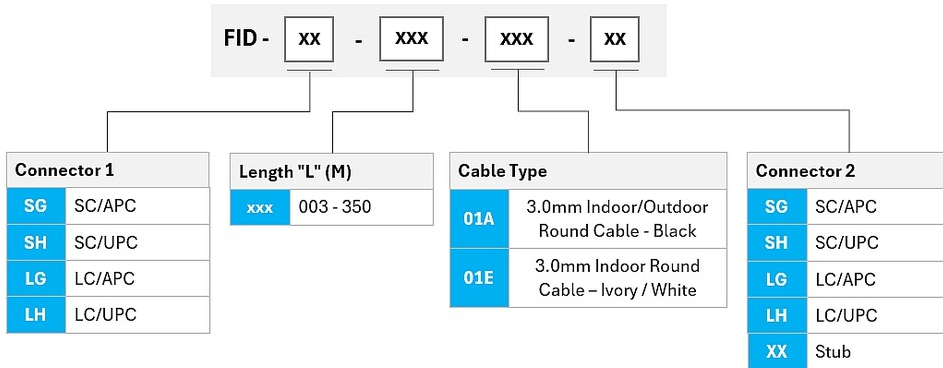 FID - XX - XXX - XXX - XX
Connector 1
SG SC/APC
SH SC/UPC
LG LC/APC
LH LC/UPC
Length "L" (M)
xxx 003 - 350
Cable Type
01A 3.0mm Indoor/Outdoor
Round Cable - Black
01E 3.0mm Indoor Round
Cable – Ivory / White
Connector 2
SG SC/APC
SH SC/UPC
LG LC/APC
LH LC/UPC
XX Stub